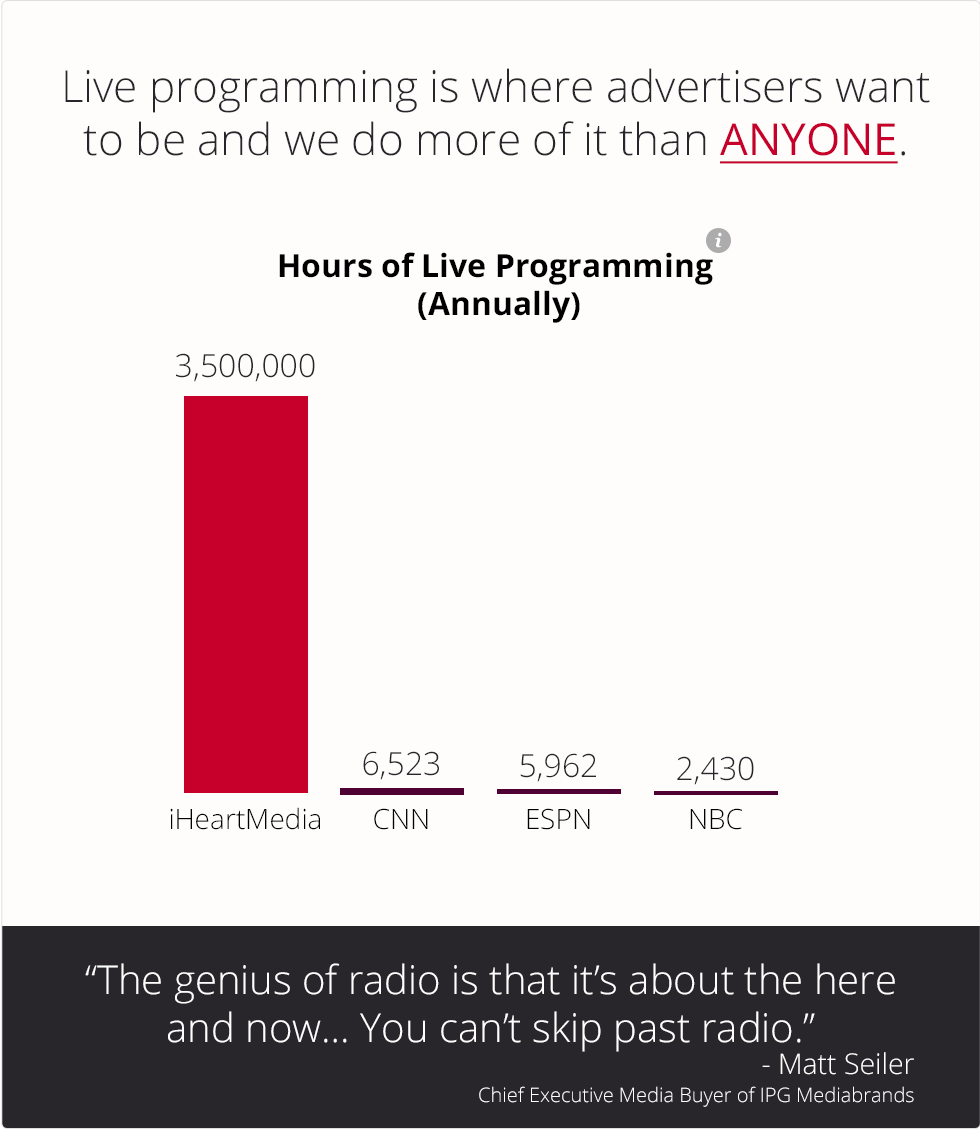 Live programming is where advertisers want
to be and we do more of it than ANYONE.
i
Hours of Live Programming
(Annually)
3,500,000
6,523
5,962
2,430
iHeartMedia
CNN
ESPN
NBC
“The genius of radio is that it’s about the here
and now... You can’t skip past radio.”
- Matt Seiler
Chief Executive Media Buyer of IPG Mediabrands